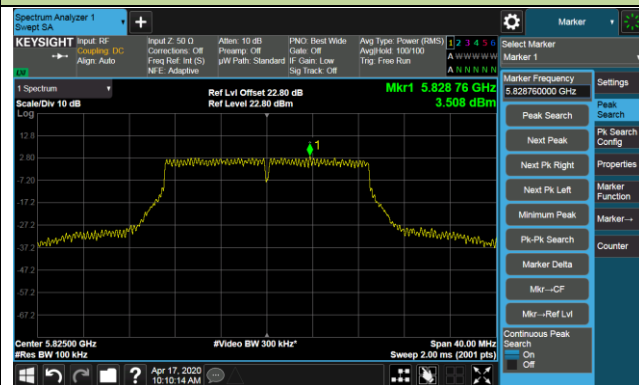 Spectrum Analyzer 1
Swept SA
+
Marker
KEYSIGHT
Input: RF
Coupling: DC
Align: Auto
Input Z: 50 Ω
Corrections: Off
Freq Ref: Int (S)
NFE: Adaptive
Atten: 10 dB
Preamp: Off
µW Path: Standard
PNO: Best Wide
Gate: Off
IF Gain: Low
Sig Track: Off
Avg Type: Power (RMS)
Avg|Hold: 100/100
Trig: Free Run
1 2 3 4 5 6
A W W W W W
A N N N N N
Select Marker
Marker 1
1 Spectrum
Scale/Div 10 dB
Log
Ref Lvl Offset 22.80 dB
Ref Level 22.80 dBm
Mkr1 5.828 76 GHz
3.508 dBm
12.8
2.80
-7.20
-17.2
-27.2
-37.2
-47.2
-57.2
-67.2
1
Center 5.82500 GHz
#Res BW 100 kHz
#Video BW 300 kHz*
Span 40.00 MHz
Sweep 2.00 ms (2001 pts)
Marker Frequency
5.828760000 GHz
Peak Search
Next Peak
Next Pk Right
Next Pk Left
Minimum Peak
Pk-Pk Search
Marker Delta
Mkr→CF
Mkr→Ref Lvl
Continuous Peak
Search
On
Off
Settings
Peak
Search
Pk Search
Config
Properties
Marker
Function
Marker→
Counter
?
Apr 17, 2020
10:10:14 AM